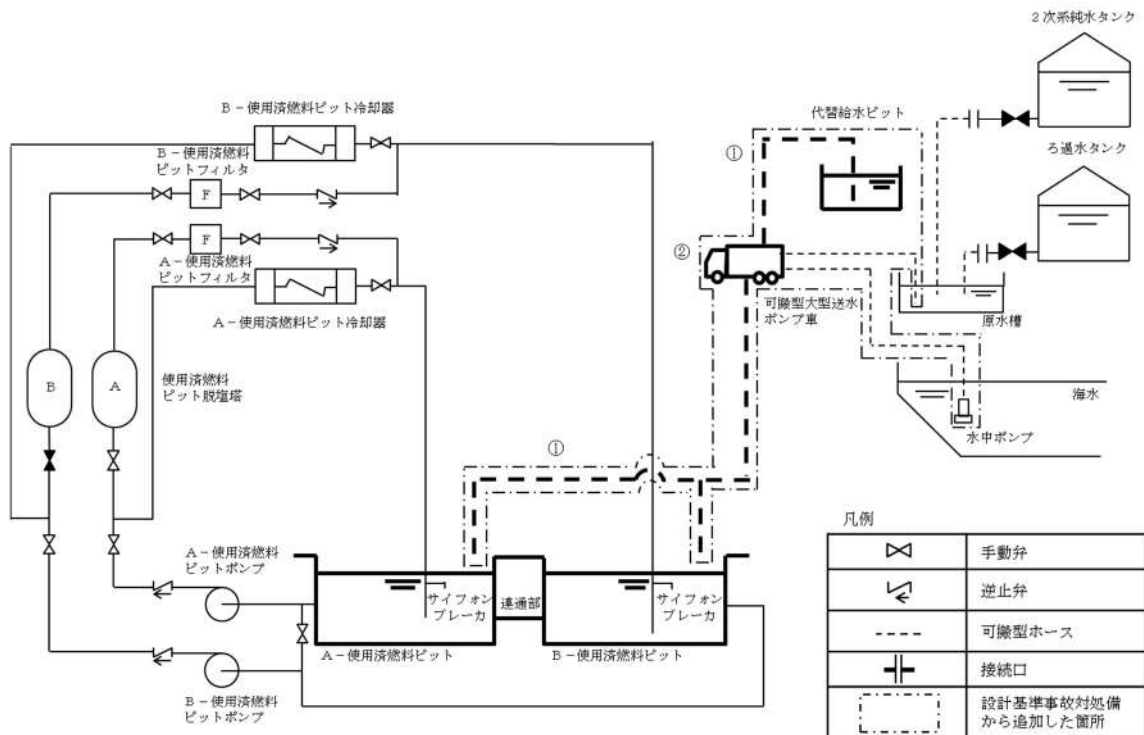 2次系純水タンク
B－使用済燃料ピット冷却器
代替給水ピット
①
B－使用済燃料
ピットフィルタ
F
ろ過水タンク
F
②
A－使用済燃料
ピットフィルタ
可搬型大型送水
ポンプ車
原水槽
A－使用済燃料ピット冷却器
B
A
使用済燃料
ピット脱塩塔
海水
水中ポンプ
①
A－使用済燃料
ピットポンプ
サイフォン
ブレーカ
連通部
サイフォン
ブレーカ
A－使用済燃料ピット
B－使用済燃料ピット
B－使用済燃料
ピットポンプ
凡例
手動弁
逆止弁
可搬型ホース
接続口
設計基準事故対処設備
から追加した箇所